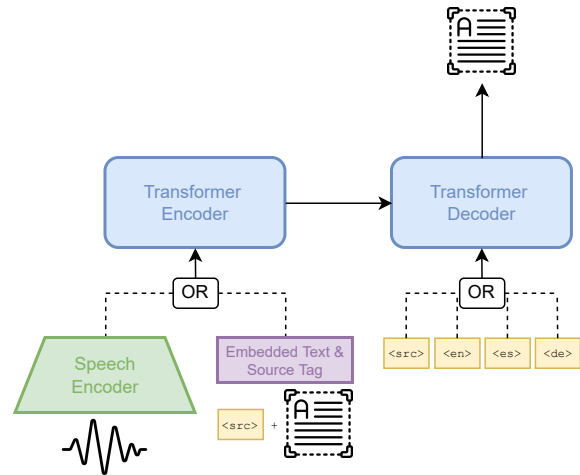 A
Transformer
Encoder
Transformer
Decoder
OR
OR
Speech
Encoder
Embedded Text &
Source Tag
<src>
<en>
<es>
<de>
<src>
+
A